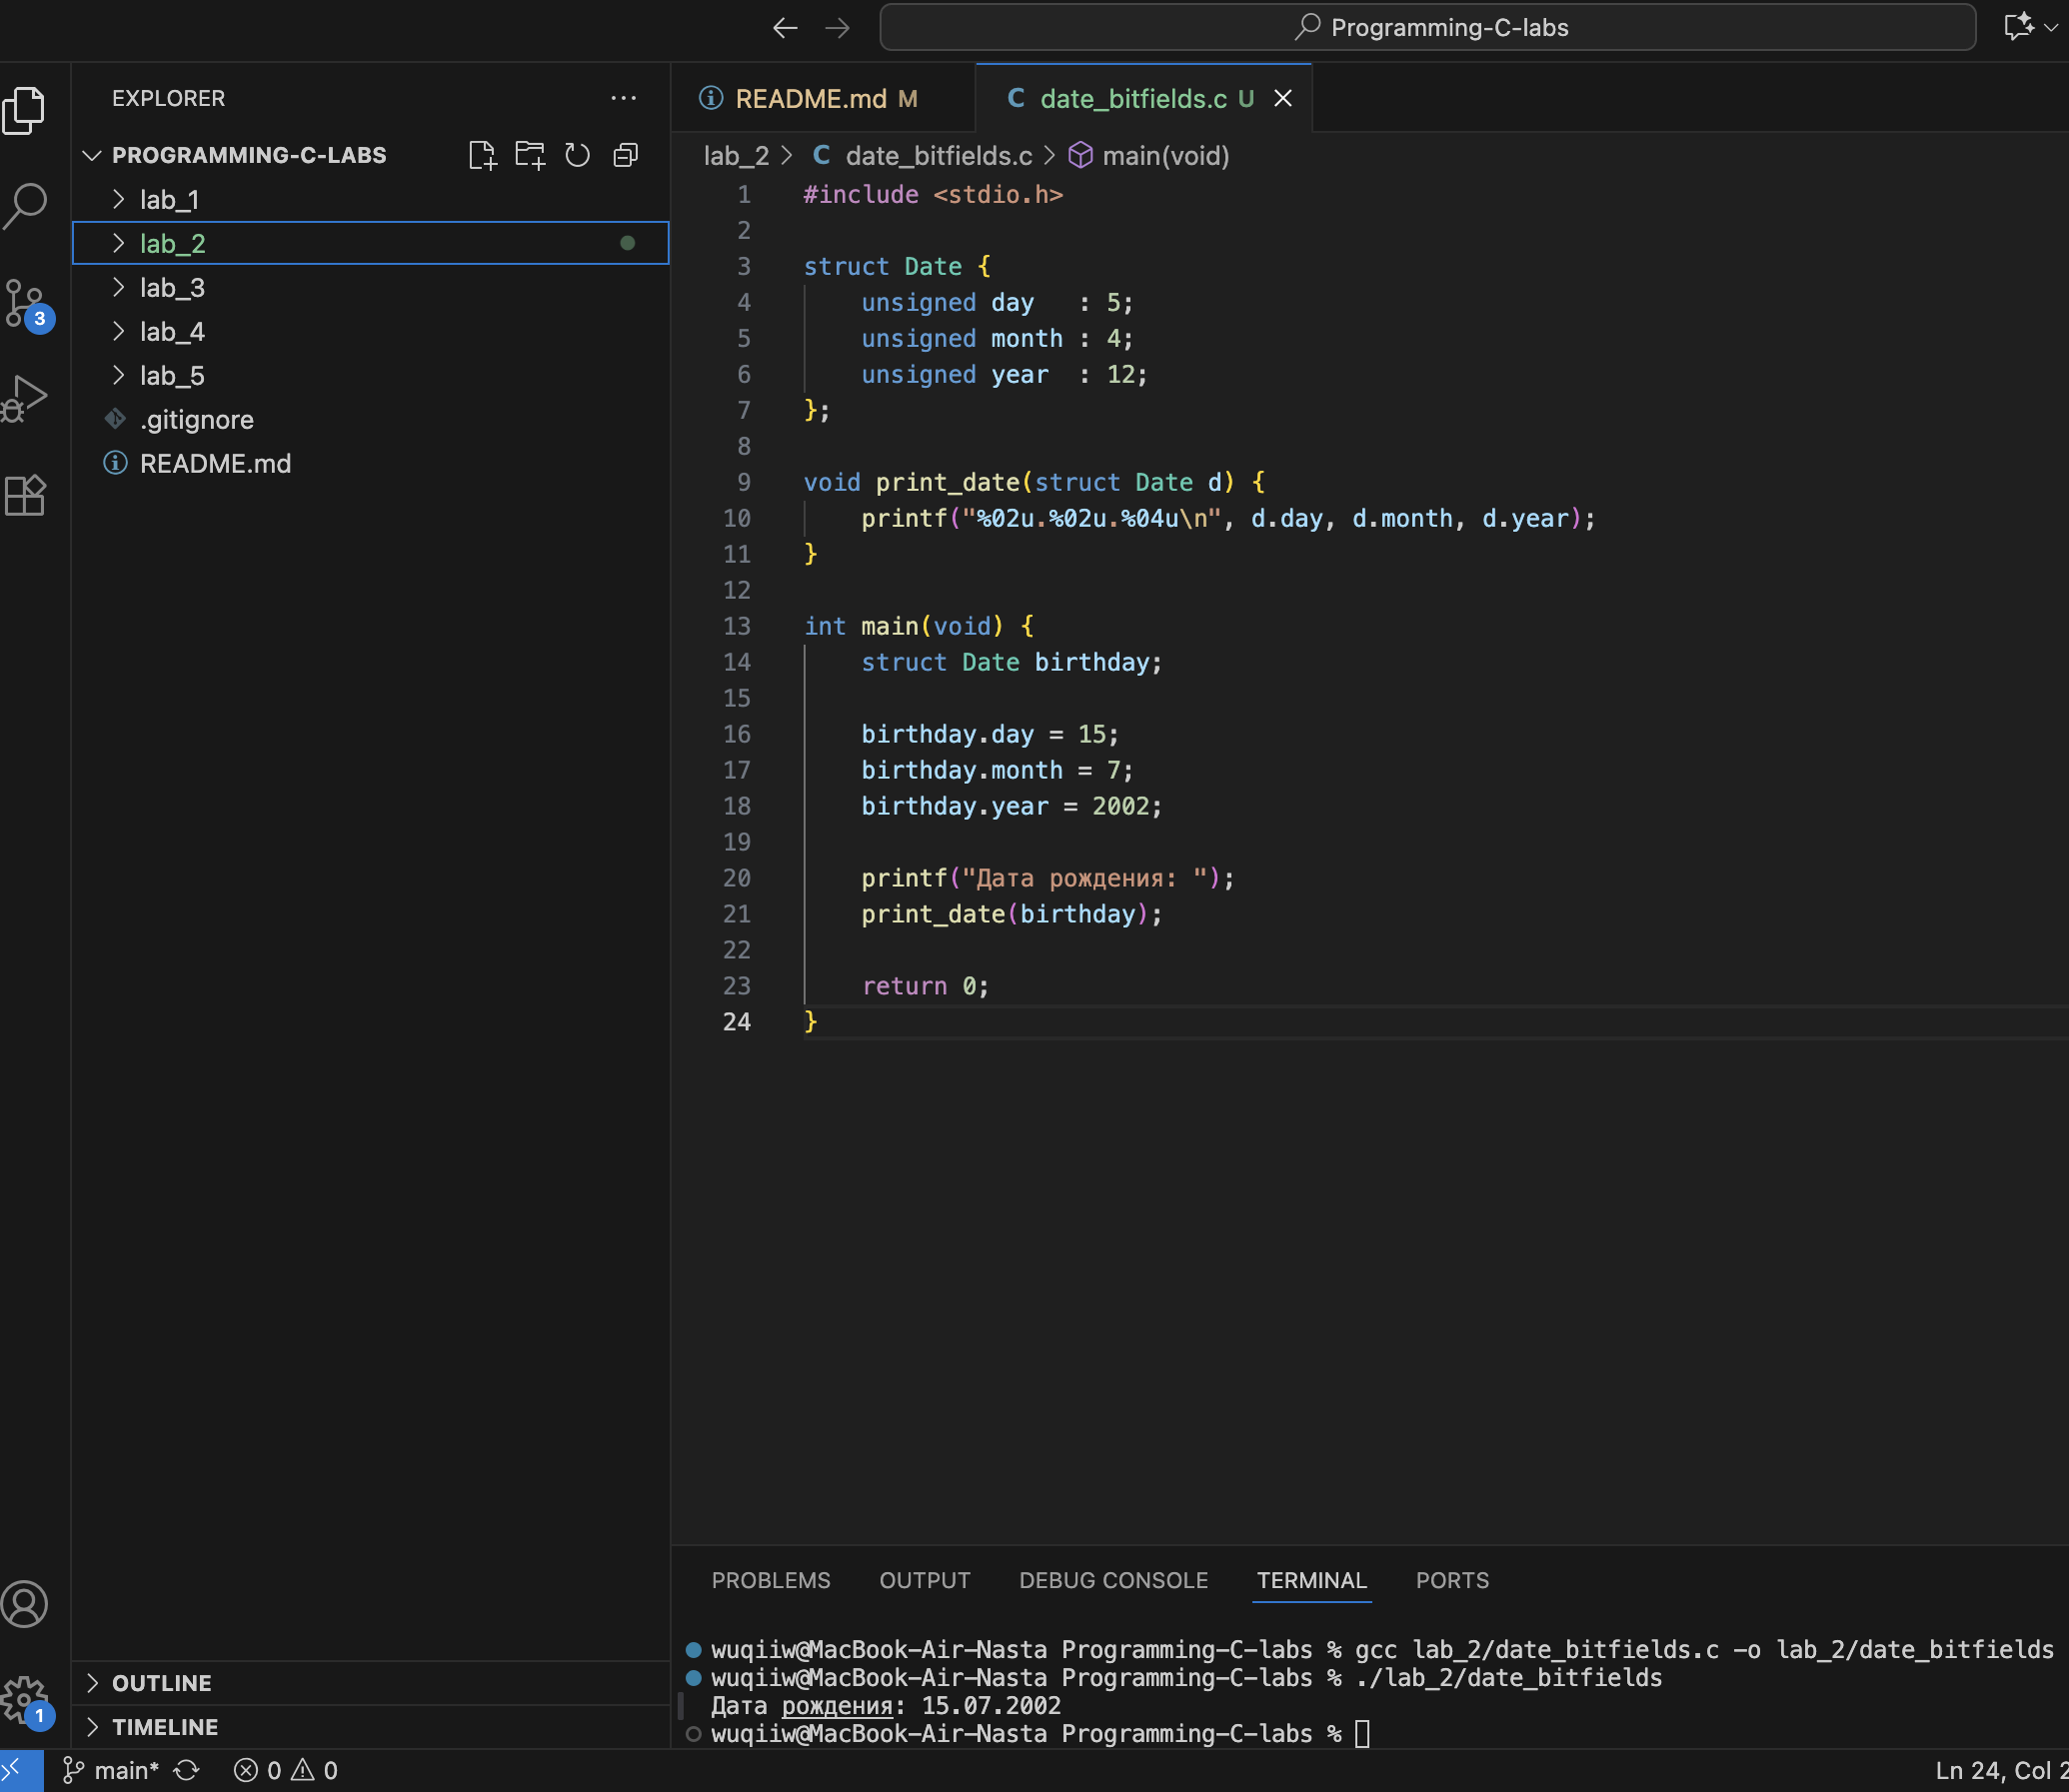 Programming-C-labs
EXPLORER
README.md M
C date_bitfields.c U
PROGRAMMING-C-LABS
lab_2 > C date_bitfields.c > main(void)
lab_1
lab_2
lab_3
lab_4
lab_5
.gitignore
README.md
1 #include <stdio.h>
2
3 struct Date {
4     unsigned day   : 5;
5     unsigned month : 4;
6     unsigned year  : 12;
7 };
8
9 void print_date(struct Date d) {
10     printf("%02u.%02u.%04u\n", d.day, d.month, d.year);
11 }
12
13 int main(void) {
14     struct Date birthday;
15
16     birthday.day = 15;
17     birthday.month = 7;
18     birthday.year = 2002;
19
20     printf("Дата рождения: ");
21     print_date(birthday);
22
23     return 0;
24 }
3
PROBLEMS OUTPUT DEBUG CONSOLE TERMINAL PORTS
wuqiiw@MacBook-Air-Nasta Programming-C-labs % gcc lab_2/date_bitfields.c -o lab_2/date_bitfields
wuqiiw@MacBook-Air-Nasta Programming-C-labs % ./lab_2/date_bitfields
Дата рождения: 15.07.2002
wuqiiw@MacBook-Air-Nasta Programming-C-labs %
OUTLINE
1
TIMELINE
main* 0 0
Ln 24, Col 2